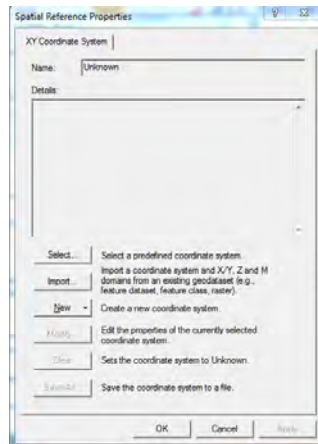 Spatial Reference Properties
XY Coordinate System
Name: Unknown
Details:
Select... Select a predefined coordinate system.
Import... Import a coordinate system and X/Y, Z and M
domains from an existing geodataset (e.g.,
feature dataset, feature class, raster).
New Create a new coordinate system.
Modify... Edit the properties of the currently selected
coordinate system.
Clear Sets the coordinate system to Unknown.
Save As... Save the coordinate system to a file.
OK Cancel Apply